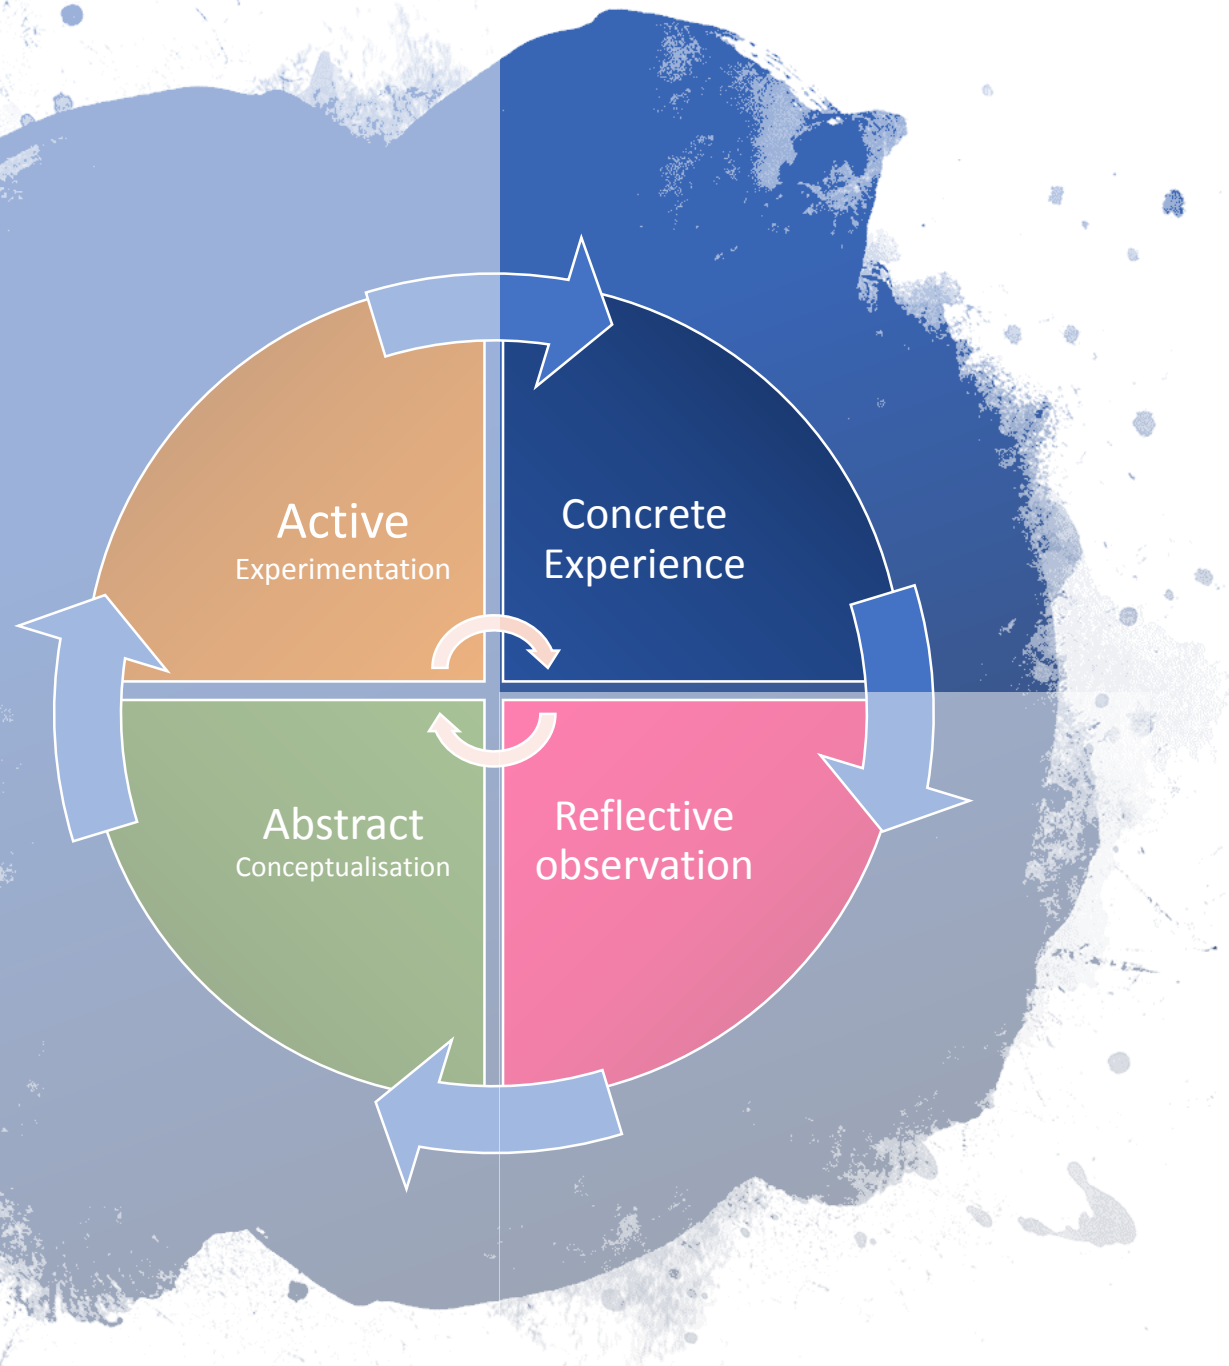 Active
Experimentation
Concrete
Experience
Abstract
Conceptualisation
Reflective
observation